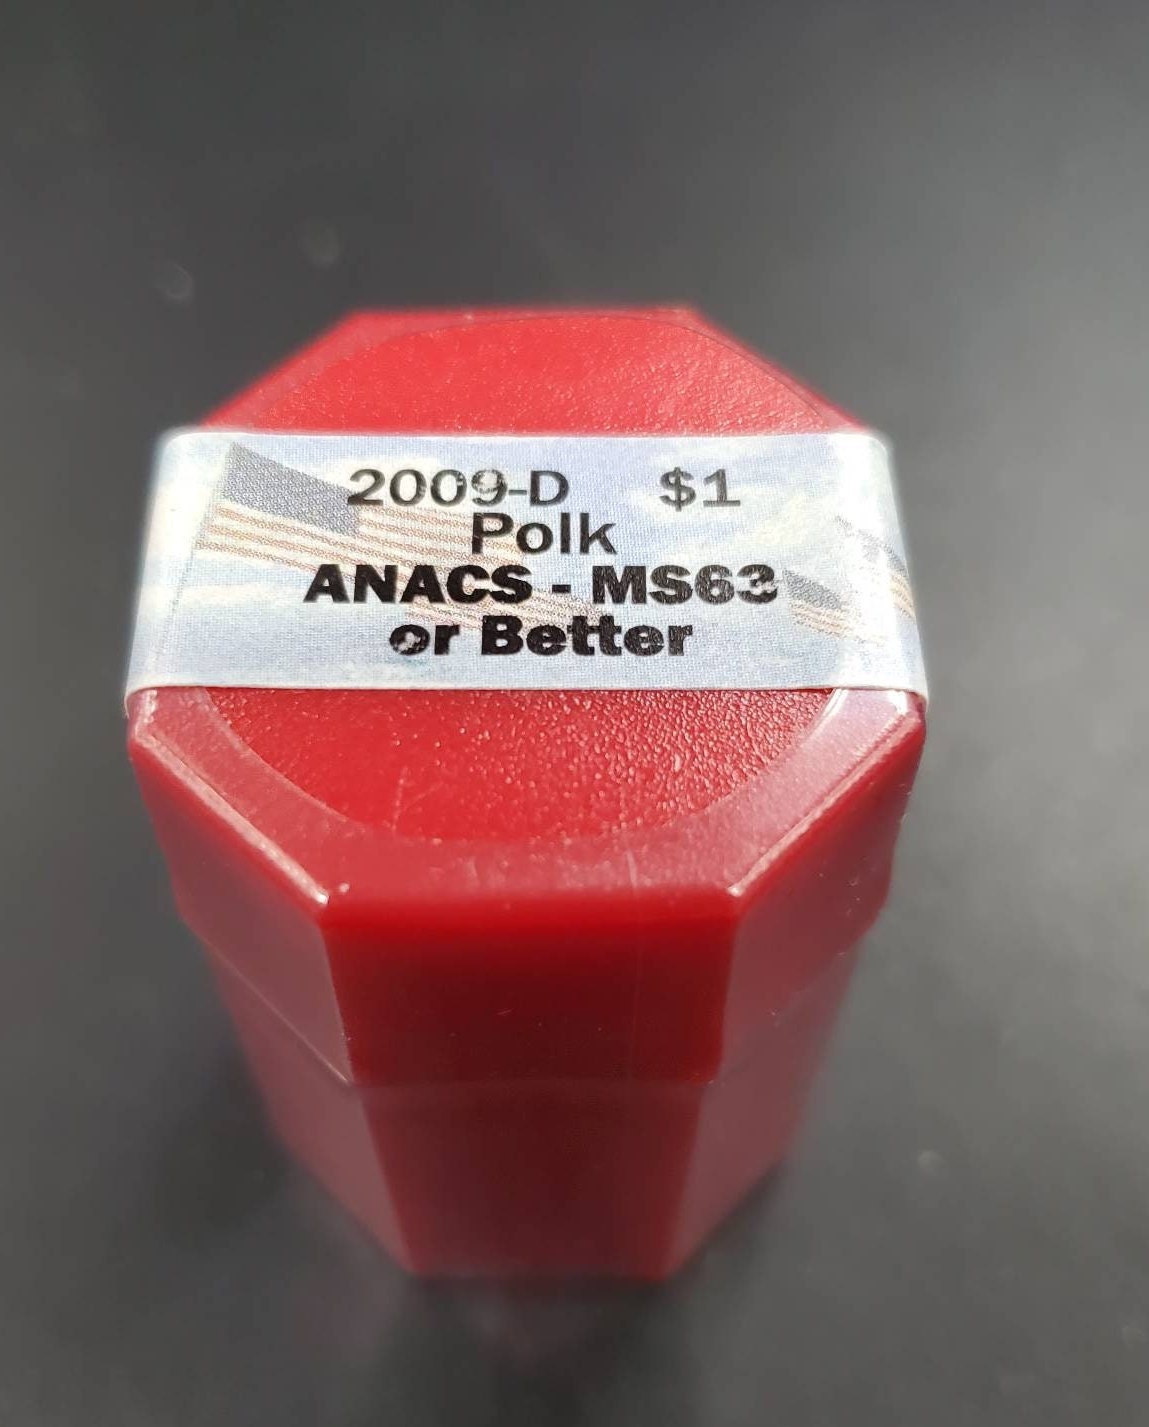 2009-D $1
Polk
ANACS - MS63
or Better